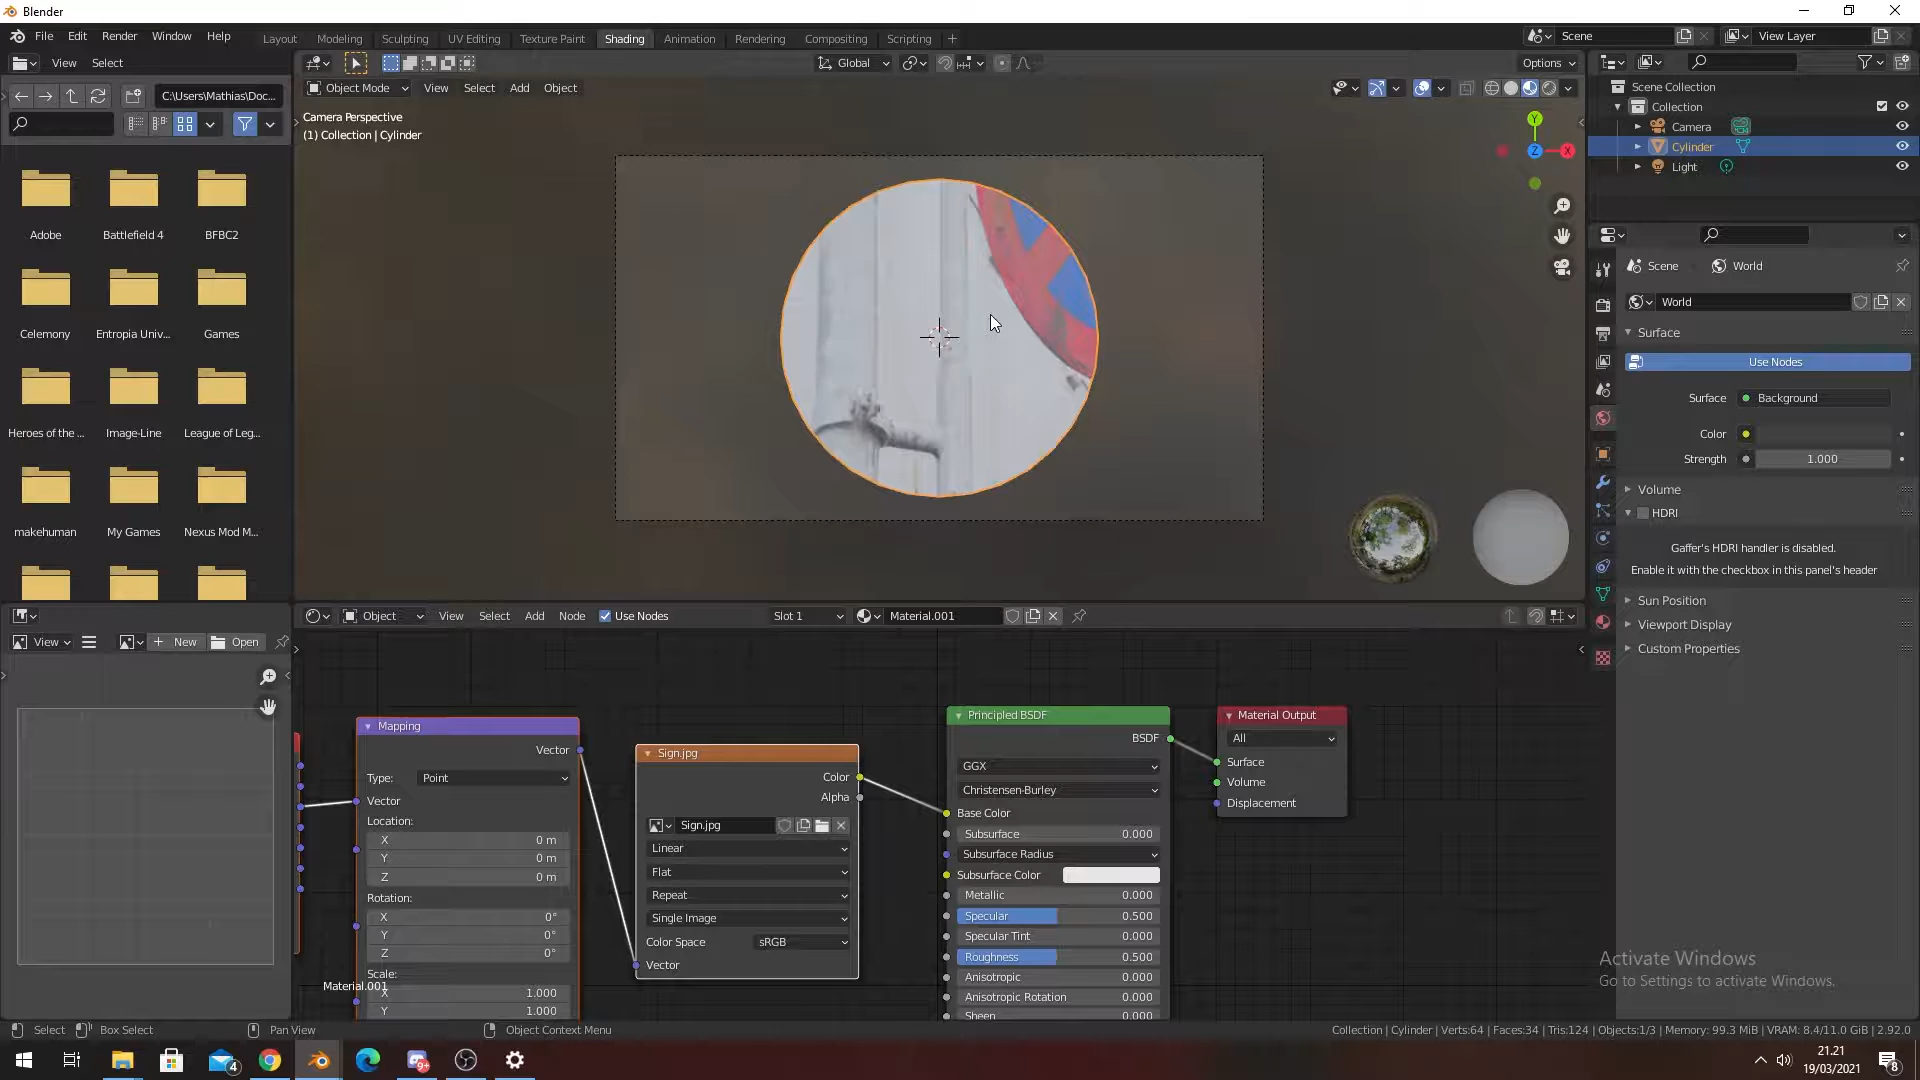 Blender
File Edit Render Window Help
Layout Modeling Sculpting UV Editing Texture Paint Shading Animation Rendering Compositing Scripting +
Scene
View Layer
View Select
C:\Users\Mathias\Doc...
Adobe Battlefield 4 BFBC2
Celemony Entropia Univ... Games
Heroes of the ... Image-Line League of Leg...
makehuman My Games Nexus Mod M...
Global
Options
Object Mode View Select Add Object
Camera Perspective
(1) Collection | Cylinder
Y
Z
X
Scene Collection
Collection
Camera
Cylinder
Light
Scene World
World
Surface
Use Nodes
Surface Background
Color
Strength 1.000
Volume
HDRI
Gaffer's HDRI handler is disabled.
Enable it with the checkbox in this panel's header
Sun Position
Viewport Display
Custom Properties
View + New Open
Object View Select Add Node Use Nodes Slot 1 Material.001
Mapping
Vector
Type: Point
Vector
Location:
X 0 m
Y 0 m
Z 0 m
Rotation:
X 0°
Y 0°
Z 0°
Scale:
X 1.000
Y 1.000
Material.001
Sign.jpg
Color
Alpha
Sign.jpg
Linear
Flat
Repeat
Single Image
Color Space sRGB
Vector
Principled BSDF
BSDF
GGX
Christensen-Burley
Base Color
Subsurface 0.000
Subsurface Radius
Subsurface Color
Metallic 0.000
Specular 0.500
Specular Tint 0.000
Roughness 0.500
Anisotropic 0.000
Anisotropic Rotation 0.000
Sheen 0.000
Material Output
All
Surface
Volume
Displacement
Activate Windows
Go to Settings to activate Windows.
Select Box Select Pan View Object Context Menu
Collection | Cylinder | Verts:64 | Faces:34 | Tris:124 | Objects:1/3 | Memory: 99.3 MiB | VRAM: 8.4/11.0 GiB | 2.92.0
4
9+
21.21
19/03/2021
8